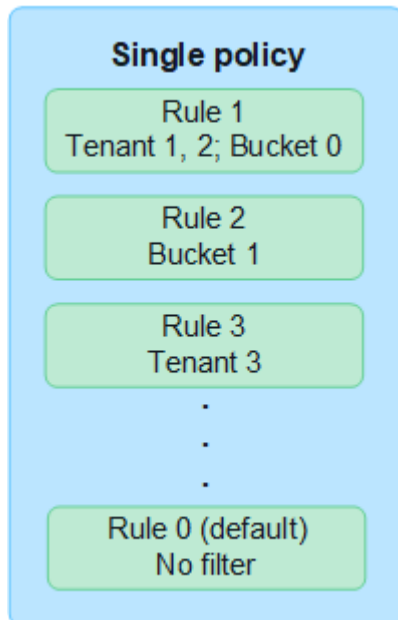 Single policy
Rule 1
Tenant 1, 2; Bucket 0
Rule 2
Bucket 1
Rule 3
Tenant 3
.
.
.
Rule 0 (default)
No filter